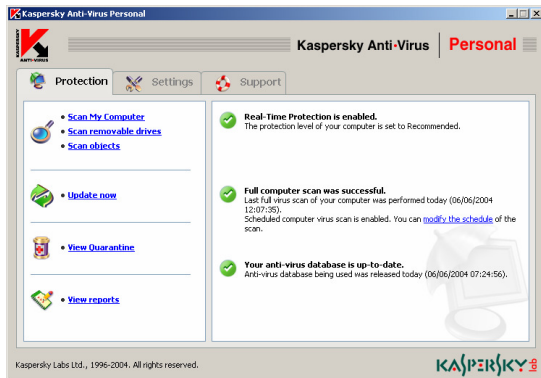 Kaspersky Anti-Virus Personal
ANTI-VIRUS
Kaspersky Anti-Virus Personal
Protection Settings Support
Scan My Computer
Scan removable drives
Scan objects
Update now
View Quarantine
View reports
Real-Time Protection is enabled.
The protection level of your computer is set to Recommended.
Full computer scan was successful.
Last full virus scan of your computer was performed today (06/06/2004
12:07:35).
Scheduled computer virus scan is enabled. You can modify the schedule of the
scan.
Your anti-virus database is up-to-date.
Anti-virus database being used was released today (06/06/2004 07:24:56).
Kaspersky Labs Ltd., 1996-2004. All rights reserved.
KASPERSKY lab